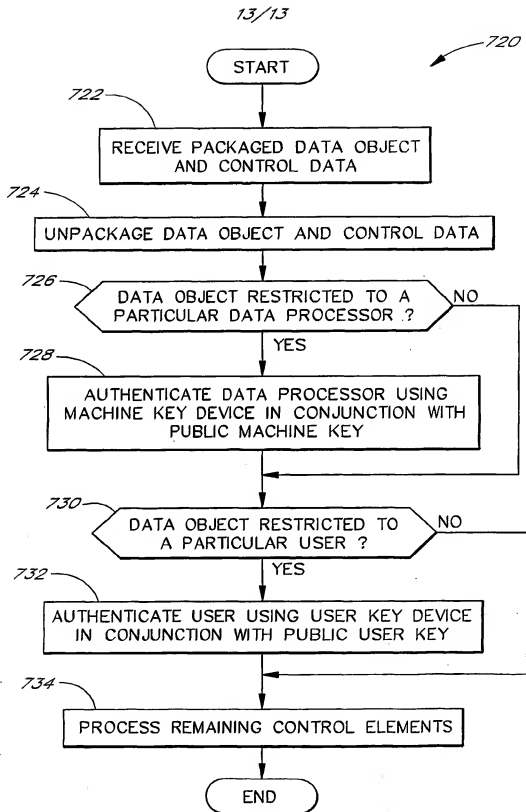 13/13
720
START
722
RECEIVE PACKAGED DATA OBJECT
AND CONTROL DATA
724
UNPACKAGE DATA OBJECT AND CONTROL DATA
726
DATA OBJECT RESTRICTED TO A
PARTICULAR DATA PROCESSOR ?
NO
YES
728
AUTHENTICATE DATA PROCESSOR USING
MACHINE KEY DEVICE IN CONJUNCTION WITH
PUBLIC MACHINE KEY
730
DATA OBJECT RESTRICTED TO
A PARTICULAR USER ?
NO
YES
732
AUTHENTICATE USER USING USER KEY DEVICE
IN CONJUNCTION WITH PUBLIC USER KEY
734
PROCESS REMAINING CONTROL ELEMENTS
END